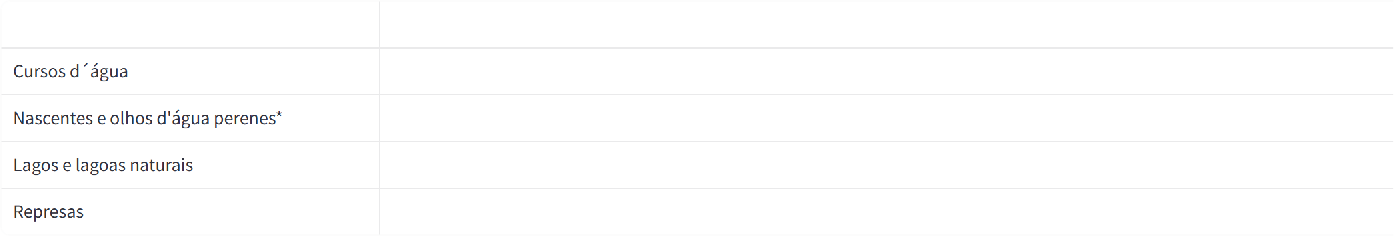 Cursos d´água
Nascentes e olhos d'água perenes*
Lagos e lagoas naturais
Represas